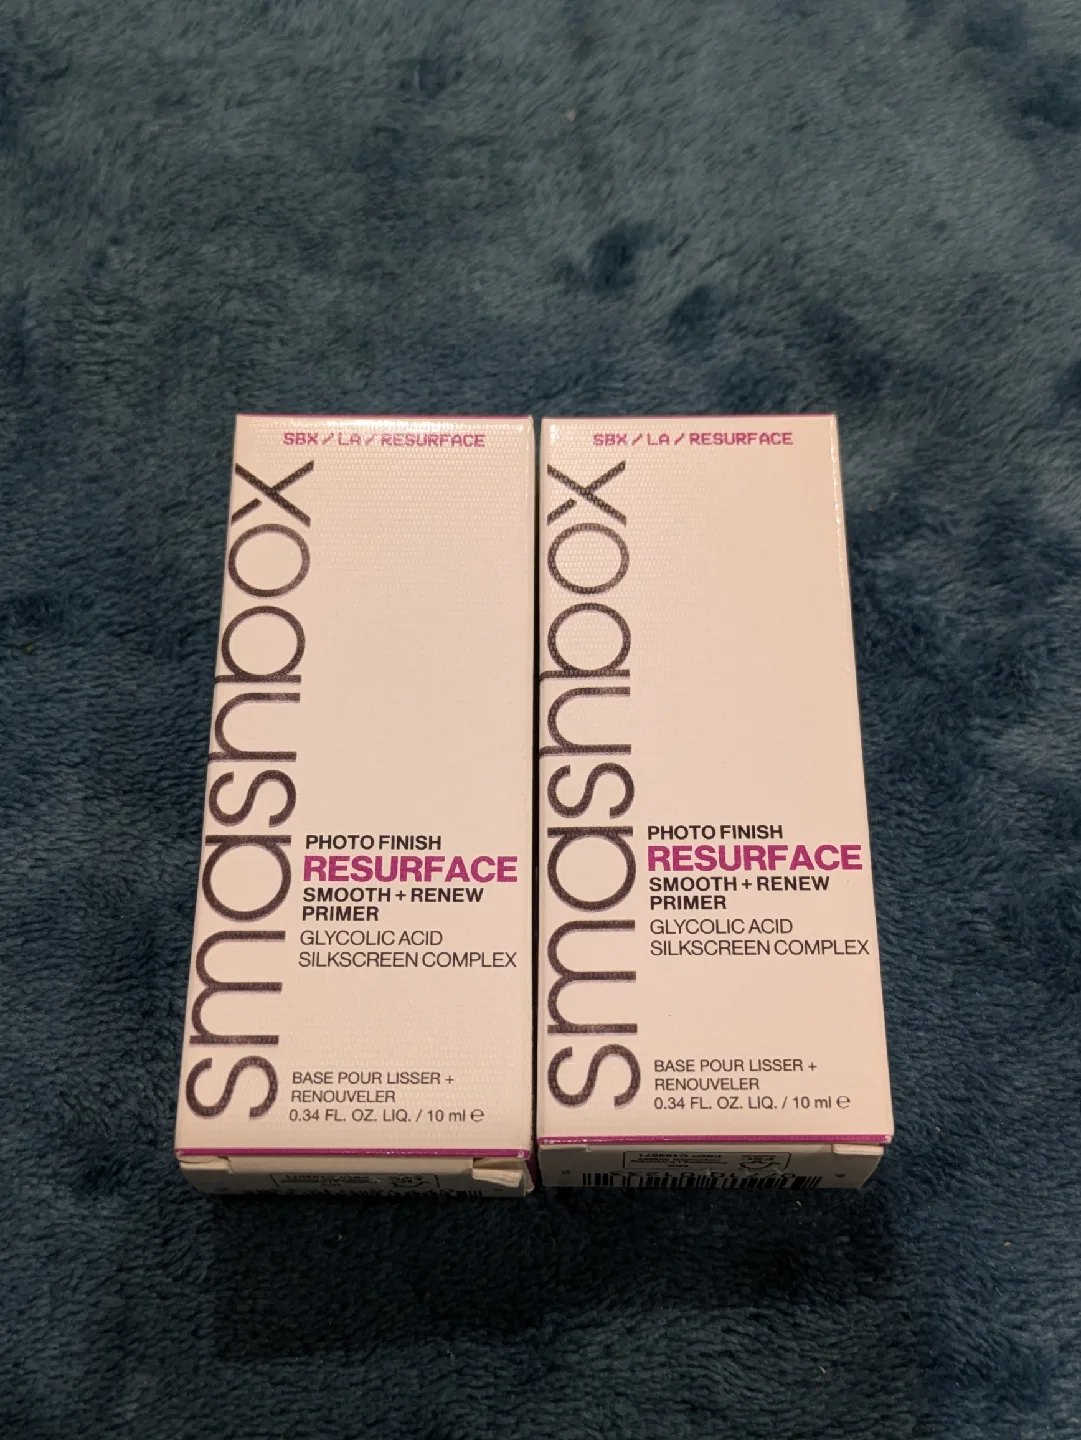 SBX / LA / RESURFACE
smashbox
PHOTO FINISH
RESURFACE
SMOOTH + RENEW
PRIMER
GLYCOLIC ACID
SILKSCREEN COMPLEX
BASE POUR LISSER +
RENOUVELER
0.34 FL. OZ. LIQ. / 10 ml ℮
SBX / LA / RESURFACE
smashbox
PHOTO FINISH
RESURFACE
SMOOTH + RENEW
PRIMER
GLYCOLIC ACID
SILKSCREEN COMPLEX
BASE POUR LISSER +
RENOUVELER
0.34 FL. OZ. LIQ. / 10 ml ℮